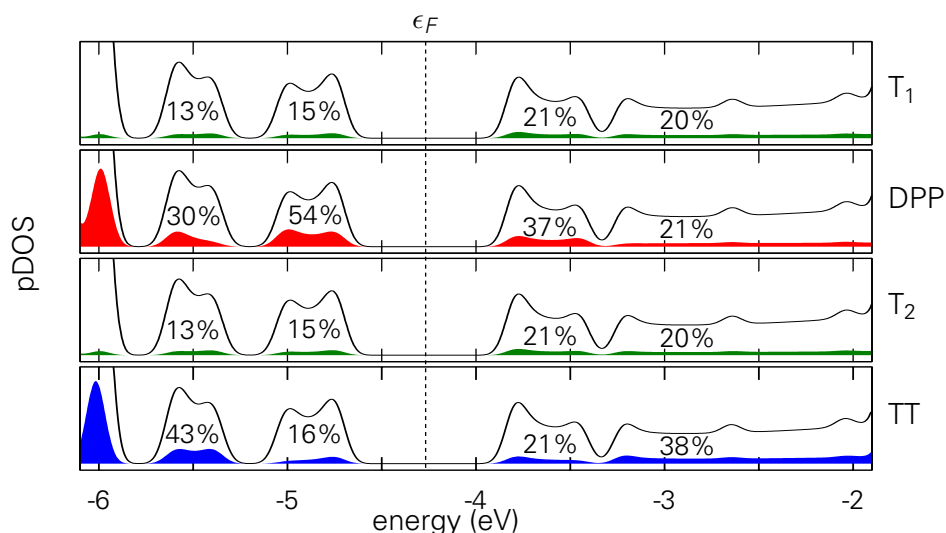 ϵF
T1
13% 15% 21% 20%
DPP
30% 54% 37% 21%
pDOS
T2
13% 15% 21% 20%
TT
43% 16% 21% 38%
-6 -5 -4 -3 -2
energy (eV)